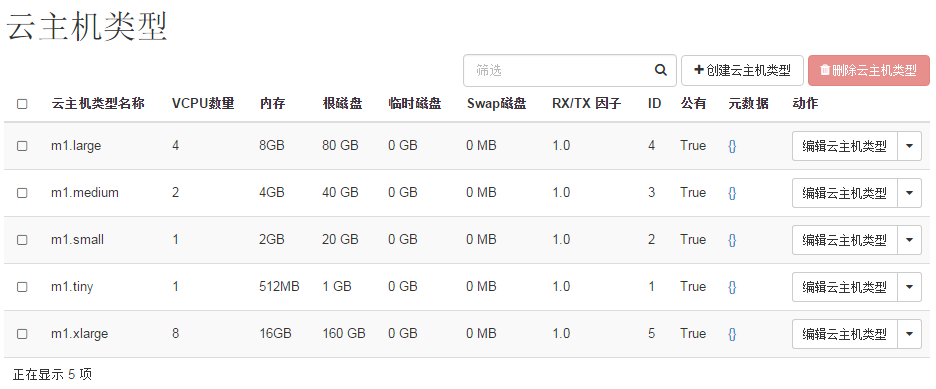 云主机类型
筛选 创建云主机类型 删除云主机类型
云主机类型名称 VCPU数量 内存 根磁盘 临时磁盘 Swap磁盘 RX/TX 因子 ID 公有 元数据 动作
m1.large 4 8GB 80 GB 0 GB 0 MB 1.0 4 True {} 编辑云主机类型
m1.medium 2 4GB 40 GB 0 GB 0 MB 1.0 3 True {} 编辑云主机类型
m1.small 1 2GB 20 GB 0 GB 0 MB 1.0 2 True {} 编辑云主机类型
m1.tiny 1 512MB 1 GB 0 GB 0 MB 1.0 1 True {} 编辑云主机类型
m1.xlarge 8 16GB 160 GB 0 GB 0 MB 1.0 5 True {} 编辑云主机类型
正在显示 5 项